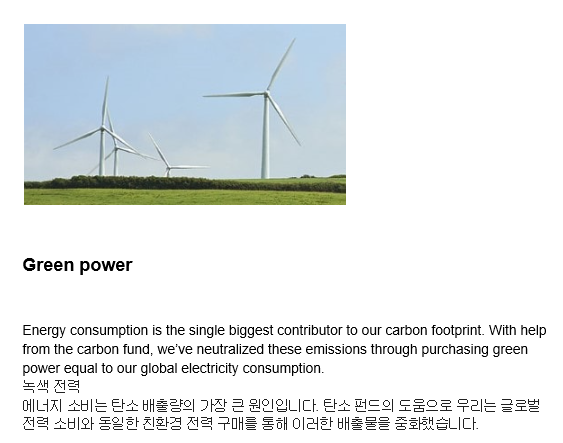 Green power
Energy consumption is the single biggest contributor to our carbon footprint. With help
from the carbon fund, we've neutralized these emissions through purchasing green
power equal to our global electricity consumption.
녹색 전력
에너지 소비는 탄소 배출량의 가장 큰 원인입니다. 탄소 펀드의 도움으로 우리는 글로벌
전력 소비와 동일한 친환경 전력 구매를 통해 이러한 배출물을 중화했습니다.